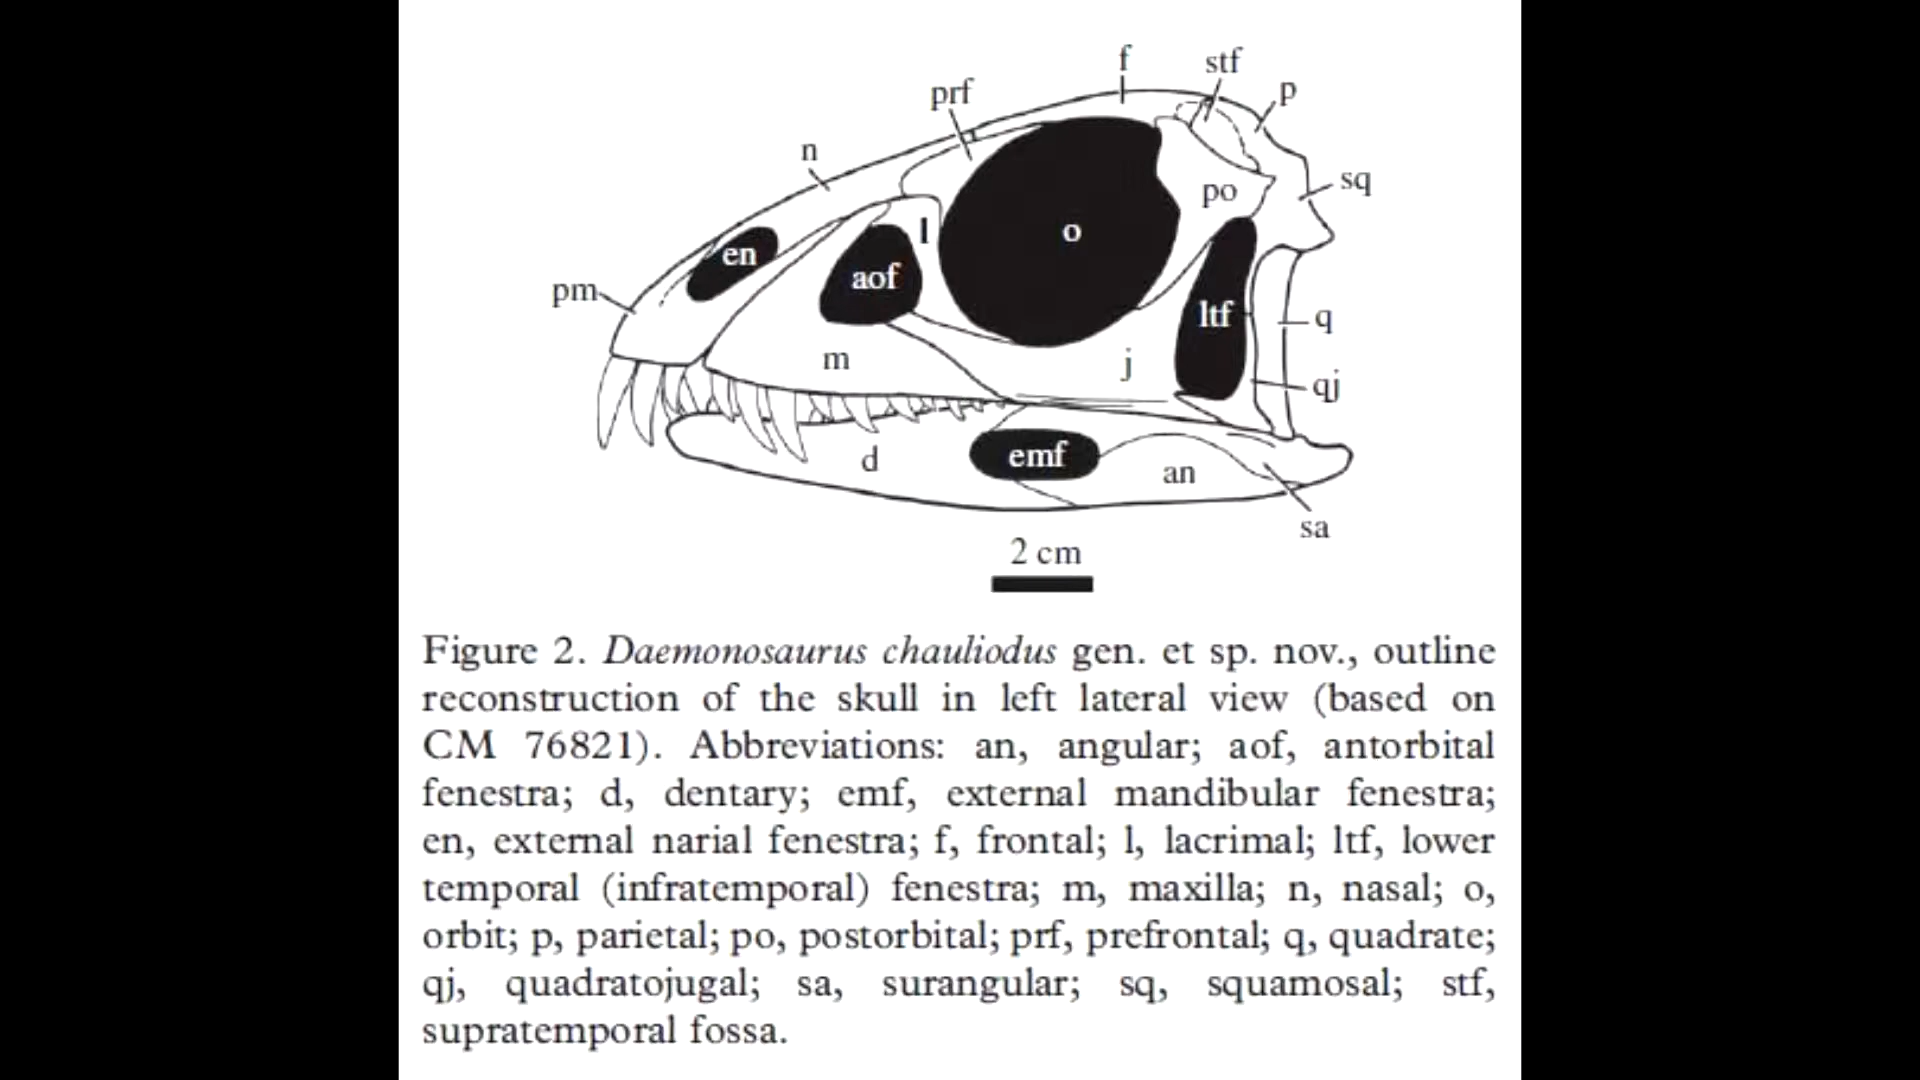 f
stf
prf
p
n
sq
po
l
o
en
aof
pm
ltf
q
m
j
qj
emf
d
an
sa
2 cm
Figure 2. Daemonosaurus chauliodus gen. et sp. nov., outline
reconstruction of the skull in left lateral view (based on
CM 76821). Abbreviations: an, angular; aof, antorbital
fenestra; d, dentary; emf, external mandibular fenestra;
en, external narial fenestra; f, frontal; l, lacrimal; ltf, lower
temporal (infratemporal) fenestra; m, maxilla; n, nasal; o,
orbit; p, parietal; po, postorbital; prf, prefrontal; q, quadrate;
qj, quadratojugal; sa, surangular; sq, squamosal; stf,
supratemporal fossa.